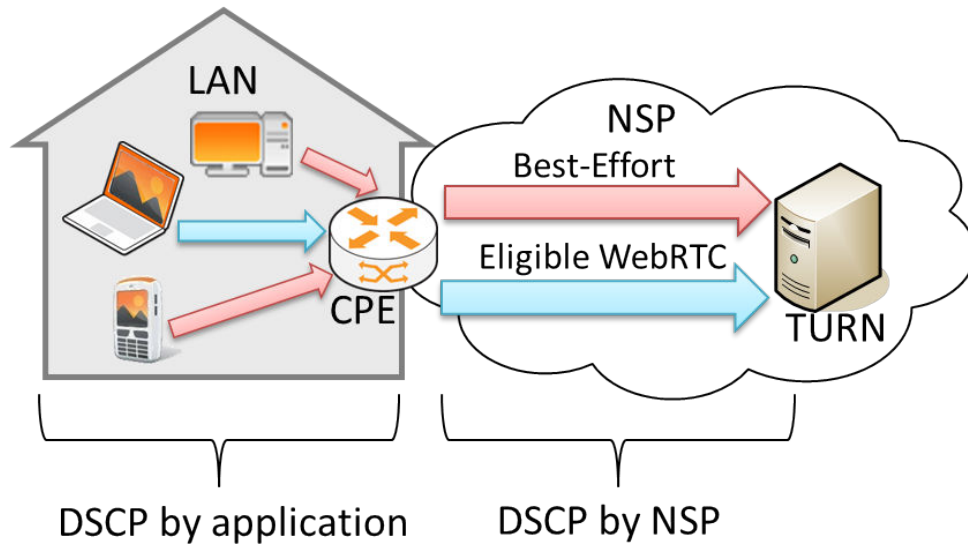 LAN
NSP
Best-Effort
Eligible WebRTC
CPE
TURN
DSCP by application
DSCP by NSP